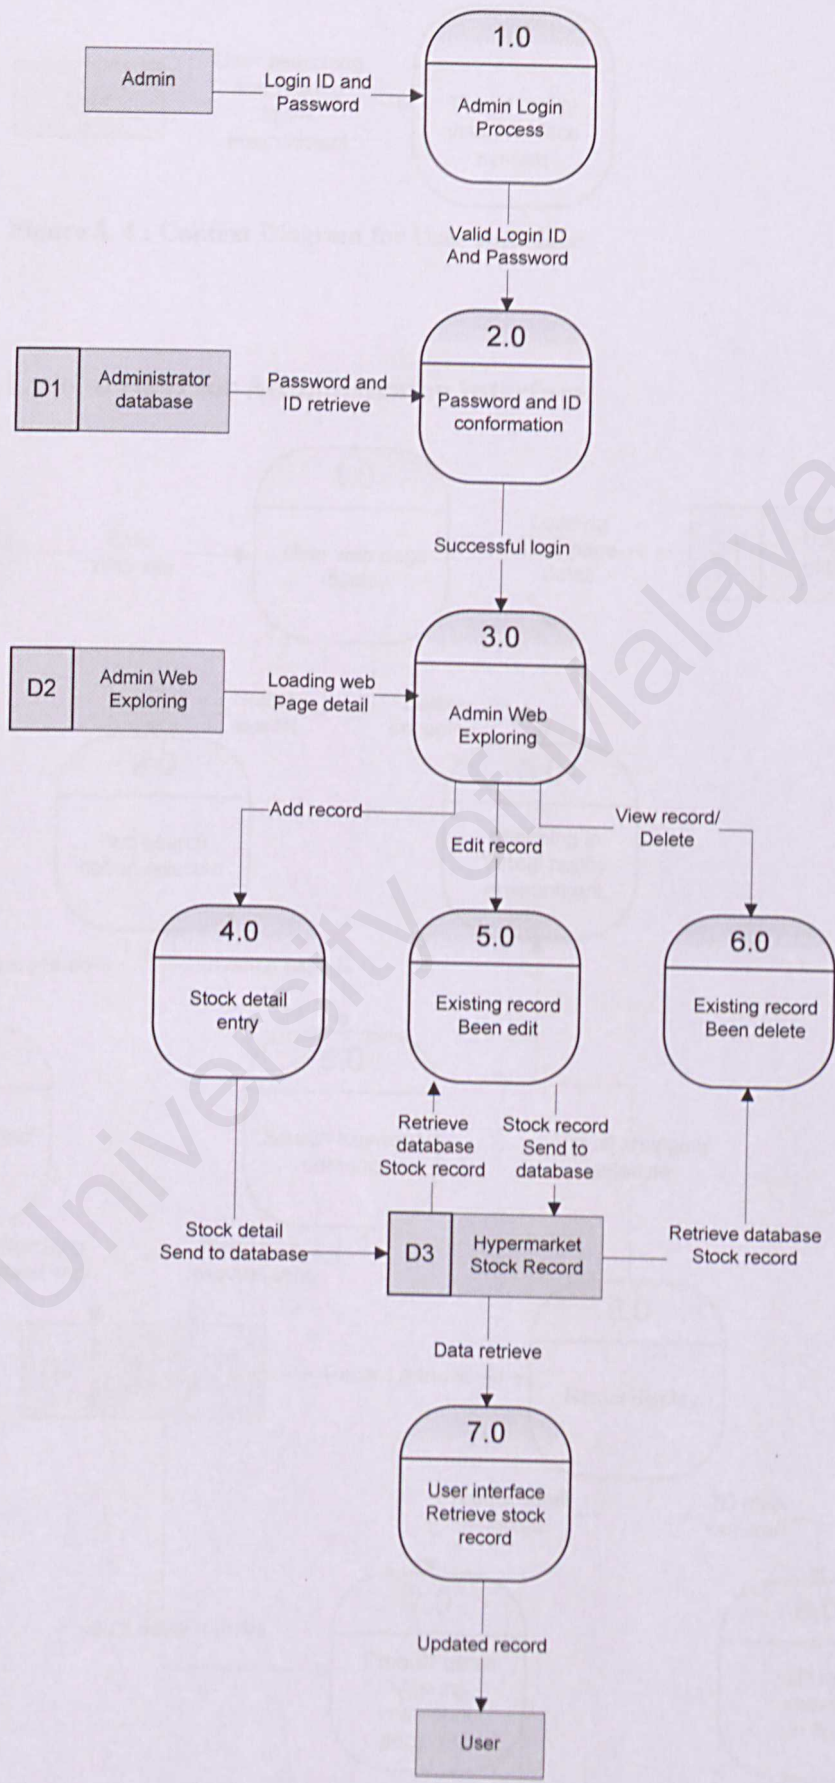 1.0
Admin
Login ID and
Password
Admin Login
Process
Valid Login ID
And Password
2.0
D1
Administrator
database
Password and
ID retrieve
Password and ID
conformation
Successful login
3.0
D2
Admin Web
Exploring
Loading web
Page detail
Admin Web
Exploring
Add record
Edit record
View record/
Delete
4.0
Stock detail
entry
5.0
Existing record
Been edit
6.0
Existing record
Been delete
Retrieve
database
Stock record
Stock record
Send to
database
Stock detail
Send to database
D3
Hypermarket
Stock Record
Retrieve database
Stock record
Data retrieve
7.0
User interface
Retrieve stock
record
Updated record
User
University of Malaya